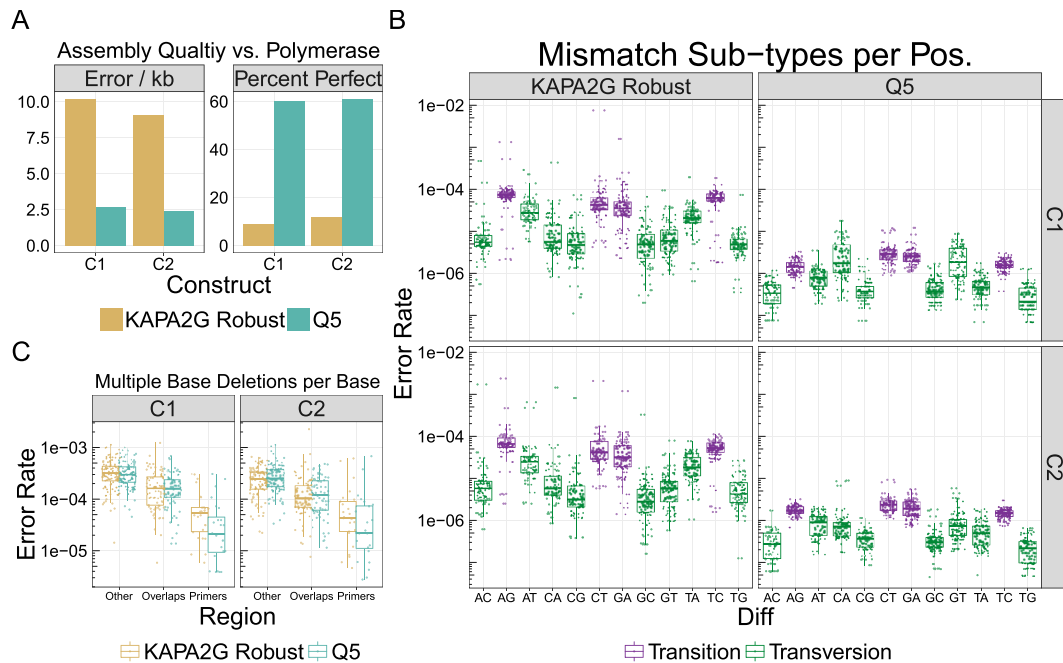 A
Assembly Qualtiy vs. Polymerase
Error / kb
Percent Perfect
10.0
7.5
5.0
2.5
0.0
60
40
20
0
C1 C2 C1 C2
Construct
KAPA2G Robust Q5
B
Mismatch Sub−types per Pos.
KAPA2G Robust Q5
Error Rate
1e−02
1e−04
1e−06
C1
1e−02
1e−04
1e−06
C2
AC AG AT CA CG CT GA GC GT TA TC TG AC AG AT CA CG CT GA GC GT TA TC TG
Diff
Transition Transversion
C
Multiple Base Deletions per Base
C1 C2
Error Rate
1e−03
1e−04
1e−05
Other Overlaps Primers Other Overlaps Primers
Region
KAPA2G Robust Q5